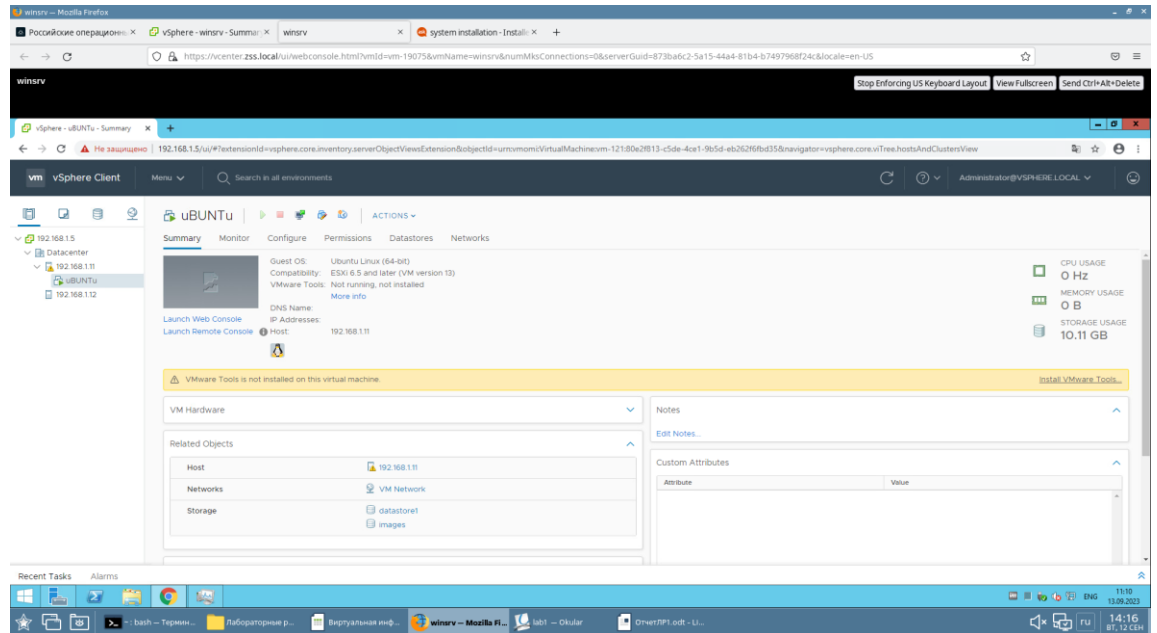 winsrv — Mozilla Firefox
Российские операционн
vSphere - winsrv - Summar
winsrv
system installation - Install
https://vcenter.zss.local/ui/webconsole.html?vmId=vm-19075&vmName=winsrv&numMksConnections=0&serverGuid=873ba6c2-5a15-44a4-81b4-b7497968f24c&locale=en-US
winsrv
Stop Enforcing US Keyboard Layout
View Fullscreen
Send Ctrl+Alt+Delete
vSphere - uBUNTu - Summary
Не защищено
192.168.1.5/ui/#?extensionId=vsphere.core.inventory.serverObjectViewsExtension&objectId=urn:vmomi:VirtualMachine:vm-121:80e2f813-c5de-4ce1-9b5d-eb262f6fbd35&navigator=vsphere.core.viTree.hostsAndClustersView
vm vSphere Client
Menu
Search in all environments
Administrator@VSPHERE.LOCAL
192.168.1.5
Datacenter
192.168.1.11
uBUNTu
192.168.1.12
uBUNTu
ACTIONS
Summary Monitor Configure Permissions Datastores Networks
Guest OS: Ubuntu Linux (64-bit)
Compatibility: ESXi 6.5 and later (VM version 13)
VMware Tools: Not running, not installed
More info
DNS Name:
IP Addresses:
Host: 192.168.1.11
Launch Web Console
Launch Remote Console
CPU USAGE
0 Hz
MEMORY USAGE
0 B
STORAGE USAGE
10.11 GB
VMware Tools is not installed on this virtual machine.
Install VMware Tools...
VM Hardware
Related Objects
Host 192.168.1.11
Networks VM Network
Storage datastore1
images
Notes
Edit Notes...
Custom Attributes
Attribute Value
Recent Tasks Alarms
ENG
11:10
13.09.2023
~ : bash — Термин...
Лабораторные р...
Виртуальная инф...
winsrv — Mozilla Fi...
lab1 — Okular
ОтчетЛР1.odt - Li...
ru
14:16
ВТ, 12 СЕН